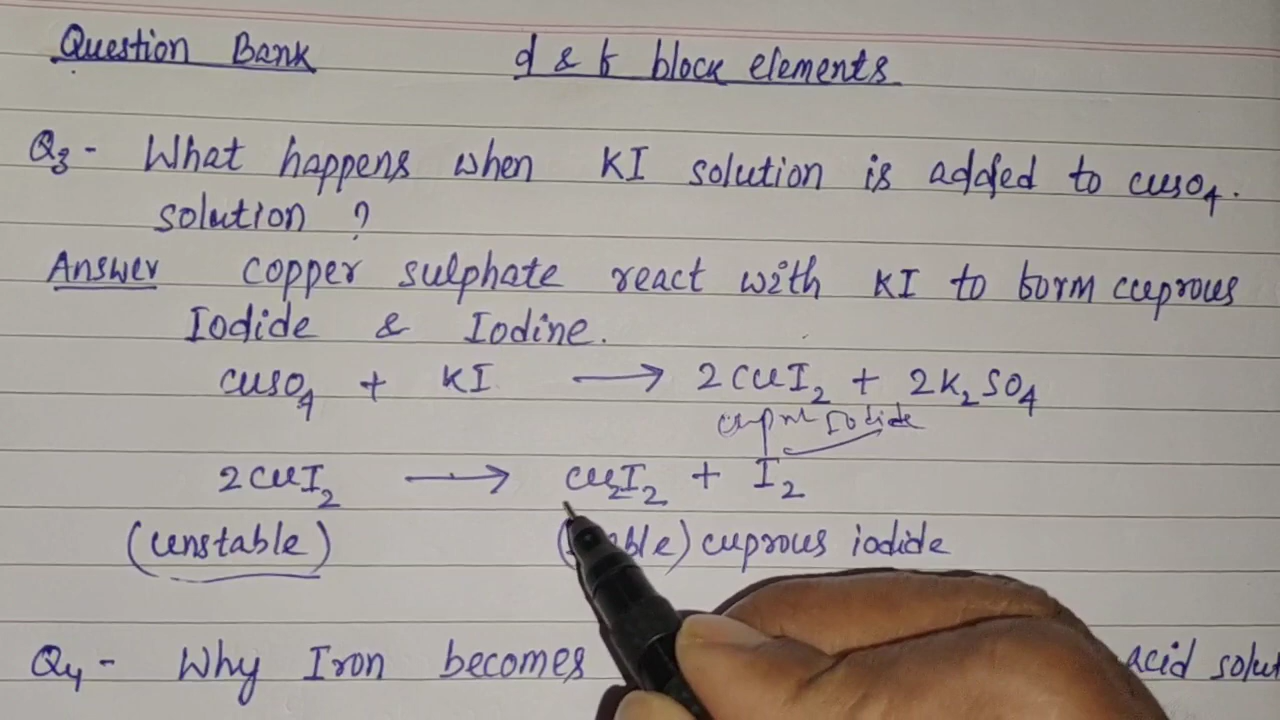 Question Bank d & f block elements
Q3- What happens when KI solution is added to CuSO4.
solution ?
Answer Copper sulphate react with KI to form cuprous
Iodide & Iodine.
CuSO4 + KI → 2CuI2 + 2K2SO4
Iodide
2CuI2 → Cu2I2 + I2
(unstable) cuprous iodide
Q4- Why Iron becomes acid